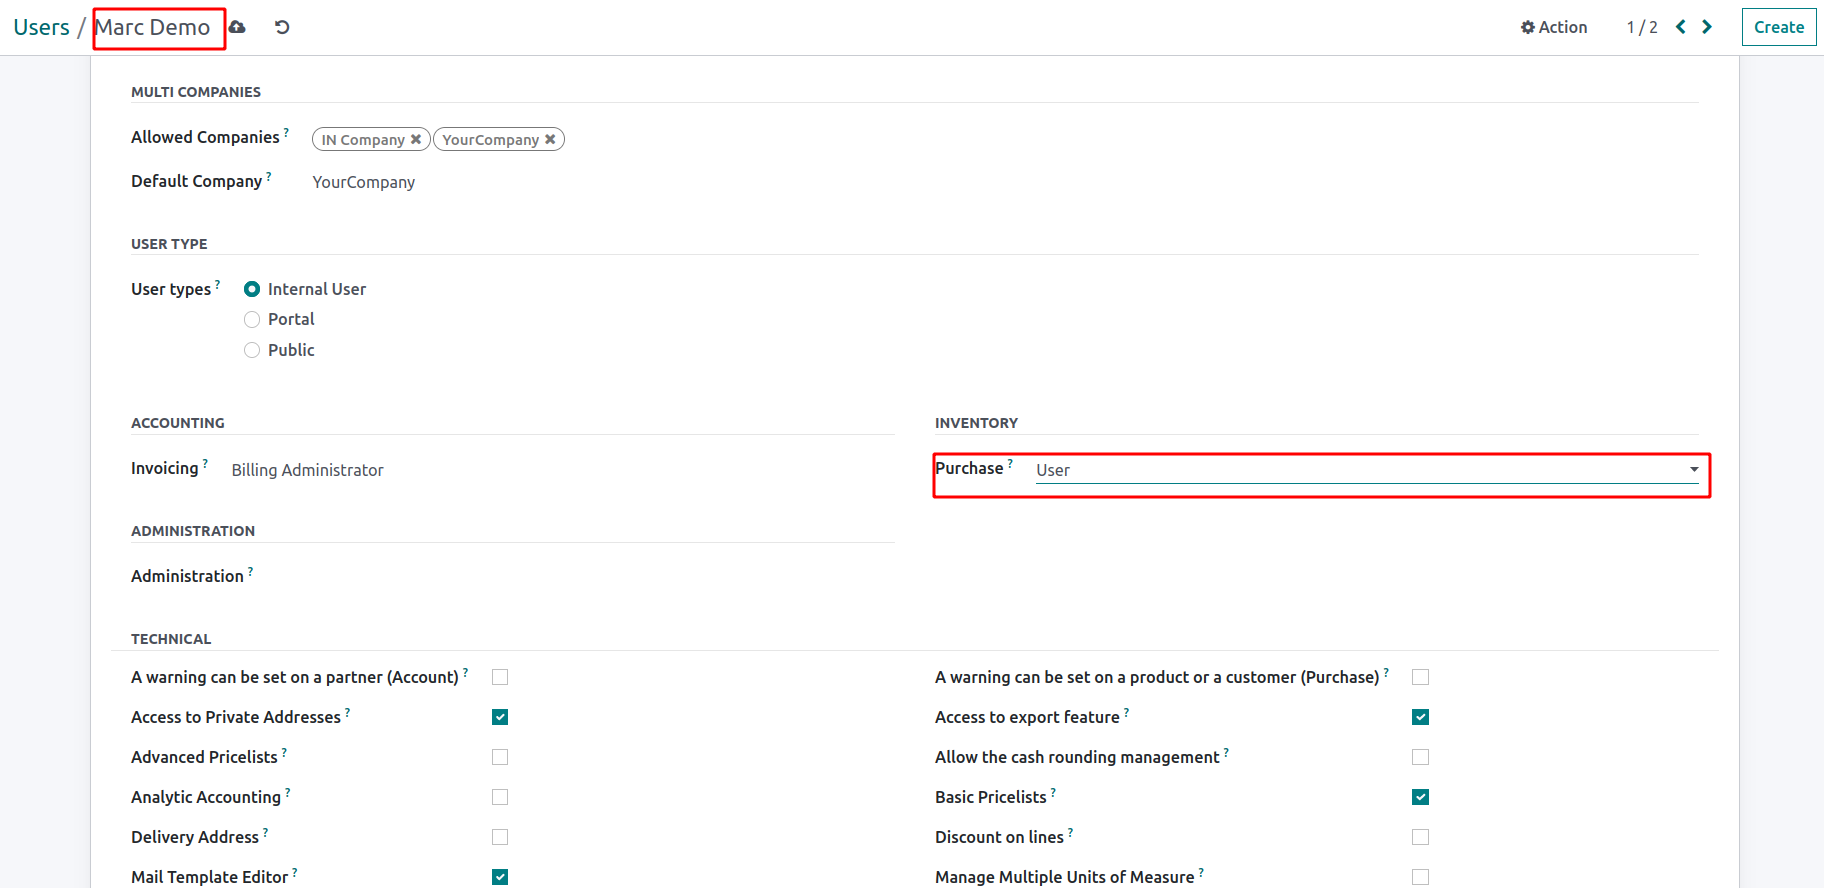 Users / Marc Demo
Action 1 / 2 Create
MULTI COMPANIES
Allowed Companies ? IN Company ✖ YourCompany ✖
Default Company ? YourCompany
USER TYPE
User types ? Internal User
Portal
Public
ACCOUNTING
Invoicing ? Billing Administrator
INVENTORY
Purchase ? User
ADMINISTRATION
Administration ?
TECHNICAL
A warning can be set on a partner (Account) ?
A warning can be set on a product or a customer (Purchase) ?
Access to Private Addresses ?
Access to export feature ?
Advanced Pricelists ?
Allow the cash rounding management ?
Analytic Accounting ?
Basic Pricelists ?
Delivery Address ?
Discount on lines ?
Mail Template Editor ?
Manage Multiple Units of Measure ?